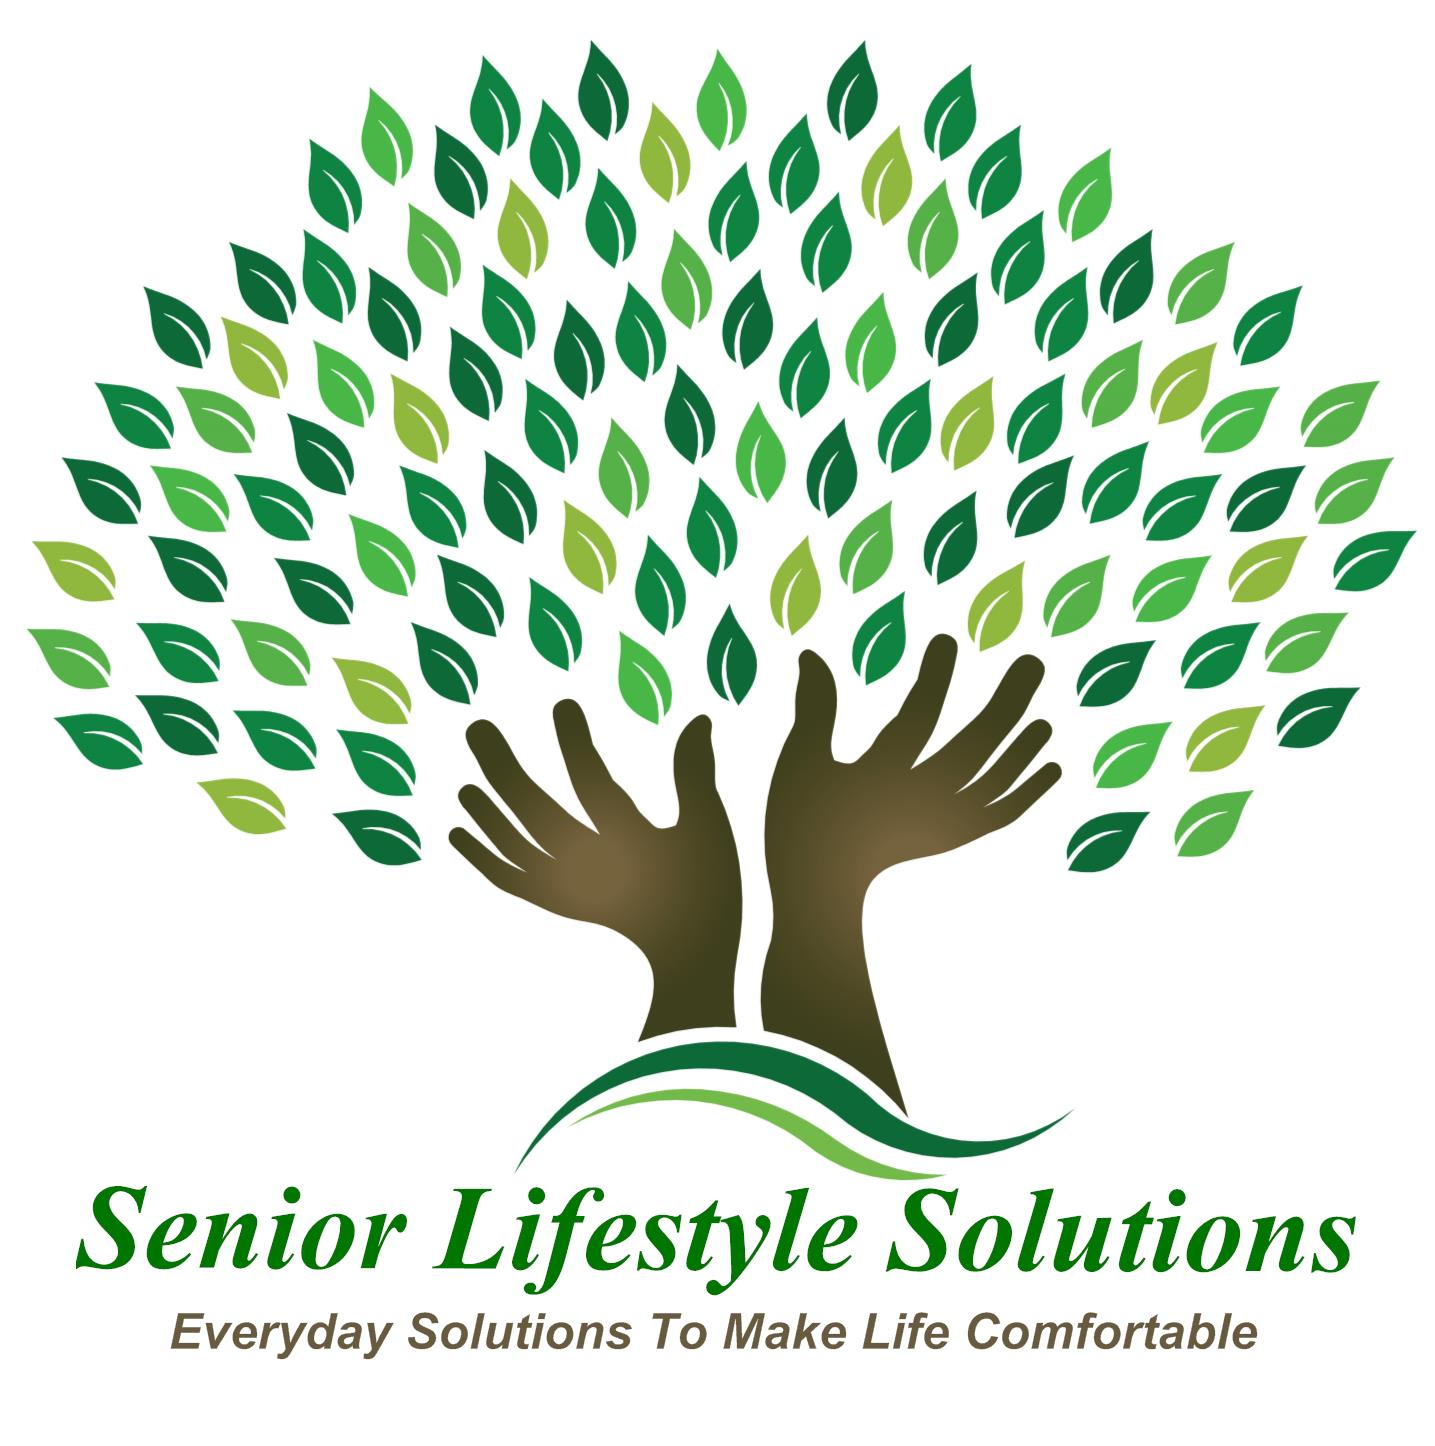 Senior Lifestyle Solutions
Everyday Solutions To Make Life Comfortable